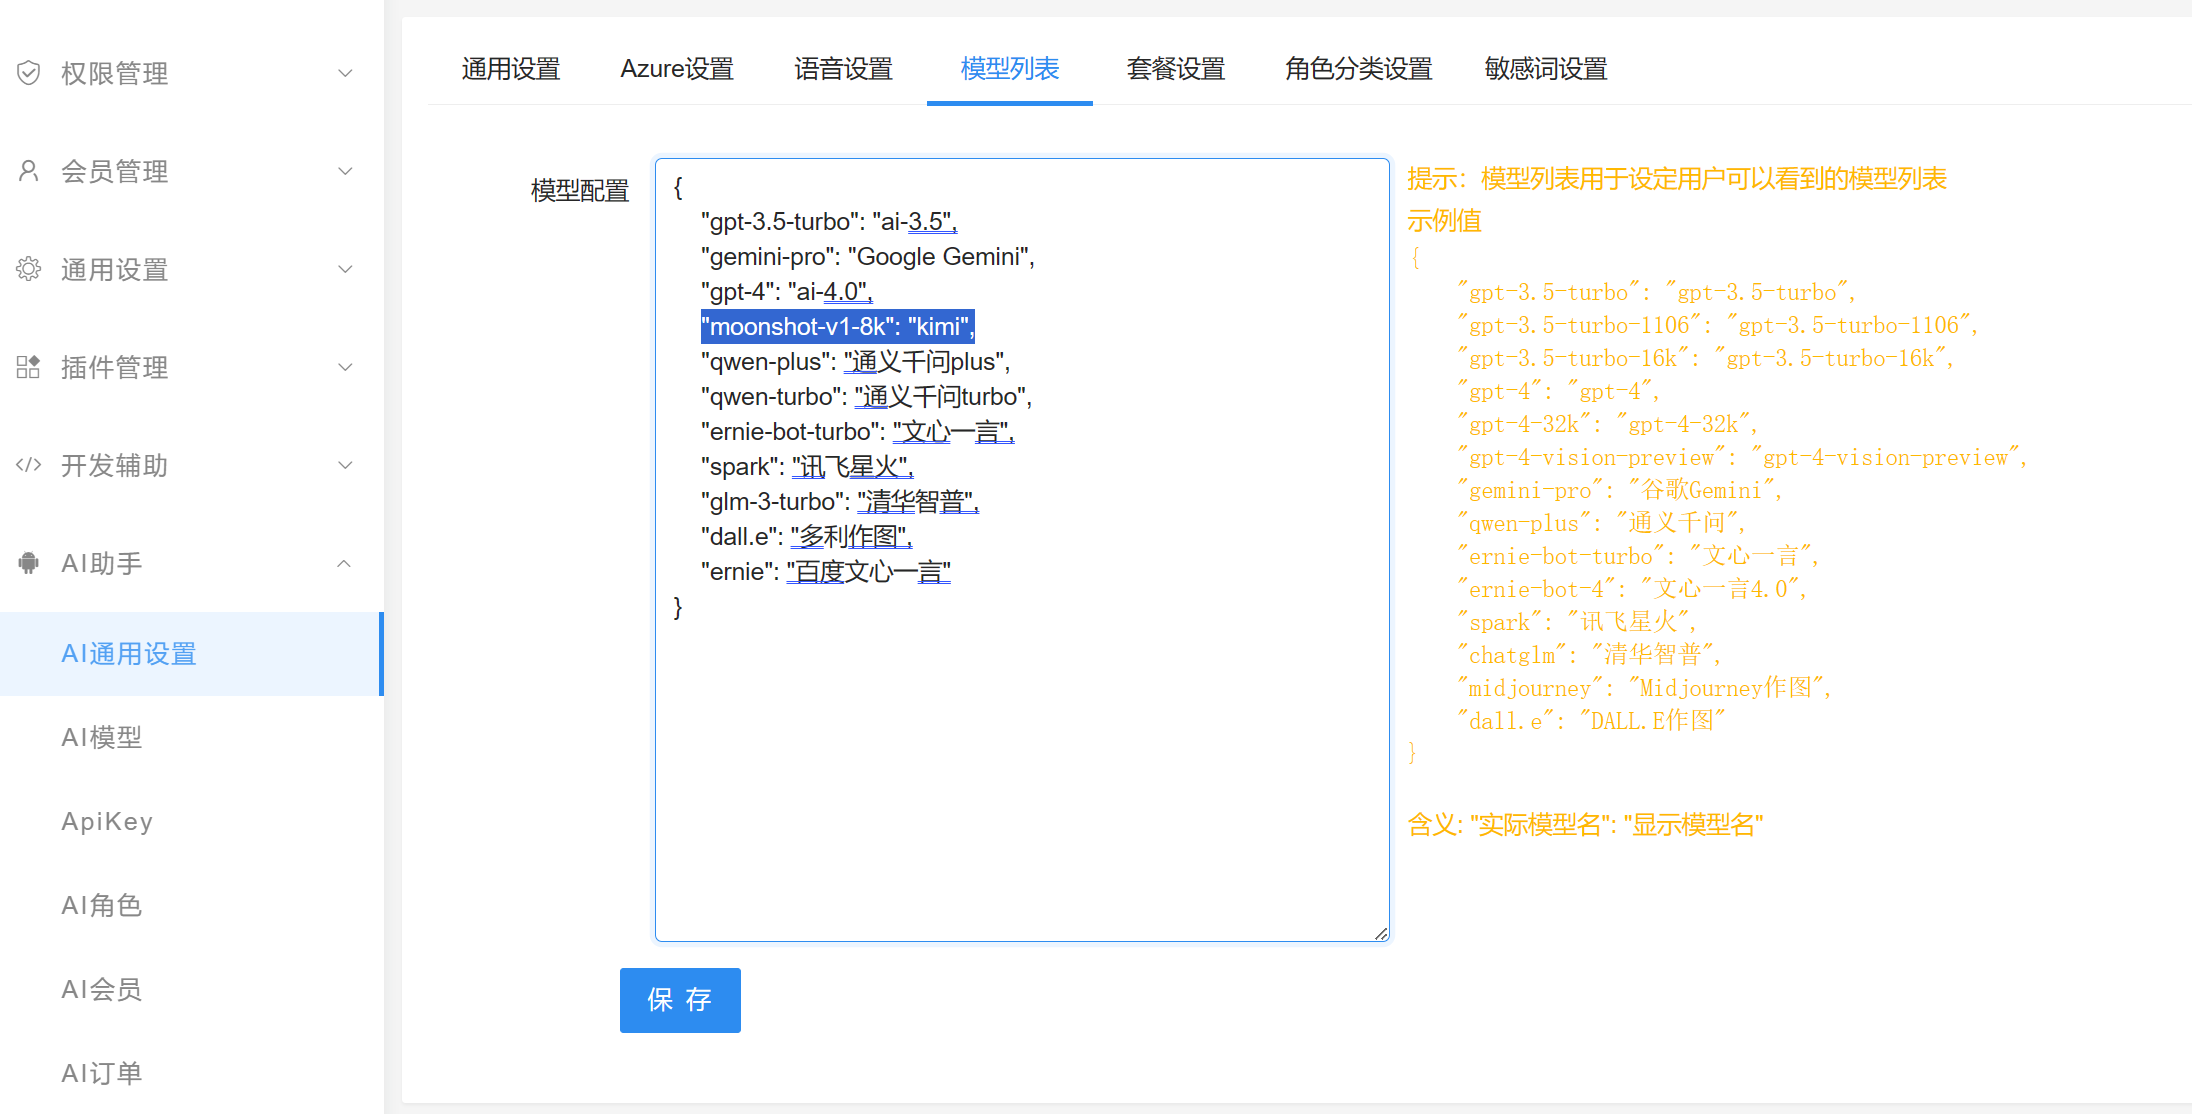 权限管理
会员管理
通用设置
插件管理
开发辅助
AI助手
AI通用设置
AI模型
ApiKey
AI角色
AI会员
AI订单
通用设置 Azure设置 语音设置 模型列表 套餐设置 角色分类设置 敏感词设置
模型配置
{
"gpt-3.5-turbo": "ai-3.5",
"gemini-pro": "Google Gemini",
"gpt-4": "ai-4.0",
"moonshot-v1-8k": "kimi",
"qwen-plus": "通义千问plus",
"qwen-turbo": "通义千问turbo",
"ernie-bot-turbo": "文心一言",
"spark": "讯飞星火",
"glm-3-turbo": "清华智普",
"dall.e": "多利作图",
"ernie": "百度文心一言"
}
保 存
提示：模型列表用于设定用户可以看到的模型列表
示例值
{
"gpt-3.5-turbo": "gpt-3.5-turbo",
"gpt-3.5-turbo-1106": "gpt-3.5-turbo-1106",
"gpt-3.5-turbo-16k": "gpt-3.5-turbo-16k",
"gpt-4": "gpt-4",
"gpt-4-32k": "gpt-4-32k",
"gpt-4-vision-preview": "gpt-4-vision-preview",
"gemini-pro": "谷歌Gemini",
"qwen-plus": "通义千问",
"ernie-bot-turbo": "文心一言",
"ernie-bot-4": "文心一言4.0",
"spark": "讯飞星火",
"chatglm": "清华智普",
"midjourney": "Midjourney作图",
"dall.e": "DALL.E作图"
}
含义: "实际模型名": "显示模型名"